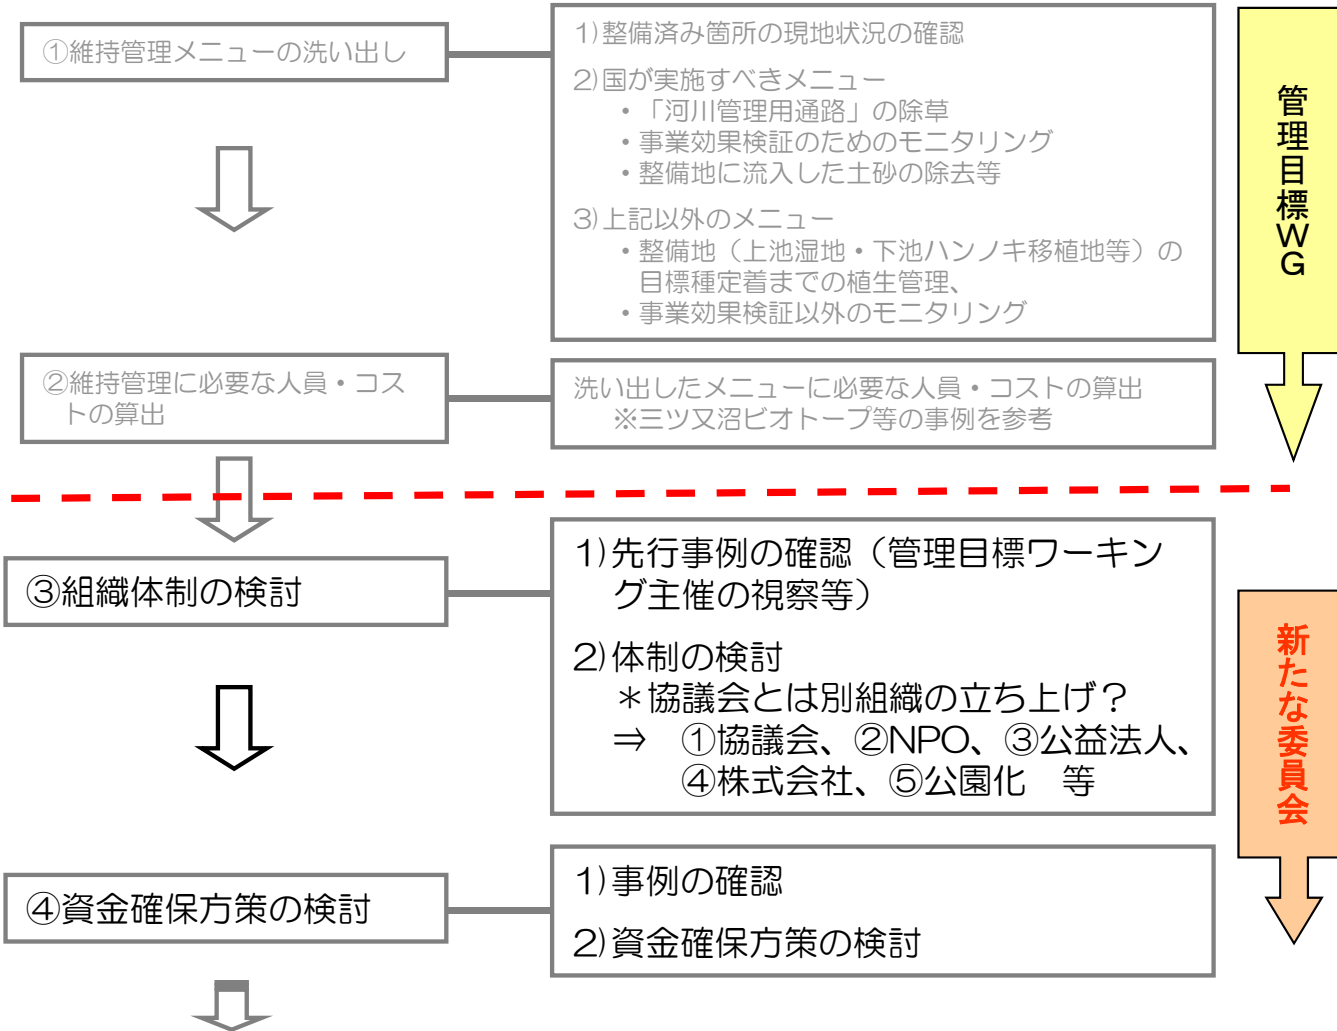 ①維持管理メニューの洗い出し
1)整備済み箇所の現地状況の確認
2)国が実施すべきメニュー
・「河川管理用通路」の除草
・事業効果検証のためのモニタリング
・整備地に流入した土砂の除去等
3)上記以外のメニュー
・整備地（上池湿地・下池ハンノキ移植地等）の
目標種定着までの植生管理、
・事業効果検証以外のモニタリング
管理目標WG
②維持管理に必要な人員・コス
トの算出
洗い出したメニューに必要な人員・コストの算出
※三ツ又沼ビオトープ等の事例を参考
③組織体制の検討
1)先行事例の確認（管理目標ワーキン
グ主催の視察等）
2)体制の検討
＊協議会とは別組織の立ち上げ？
⇒　①協議会、②NPO、③公益法人、
④株式会社、⑤公園化　等
新たな委員会
④資金確保方策の検討
1)事例の確認
2)資金確保方策の検討